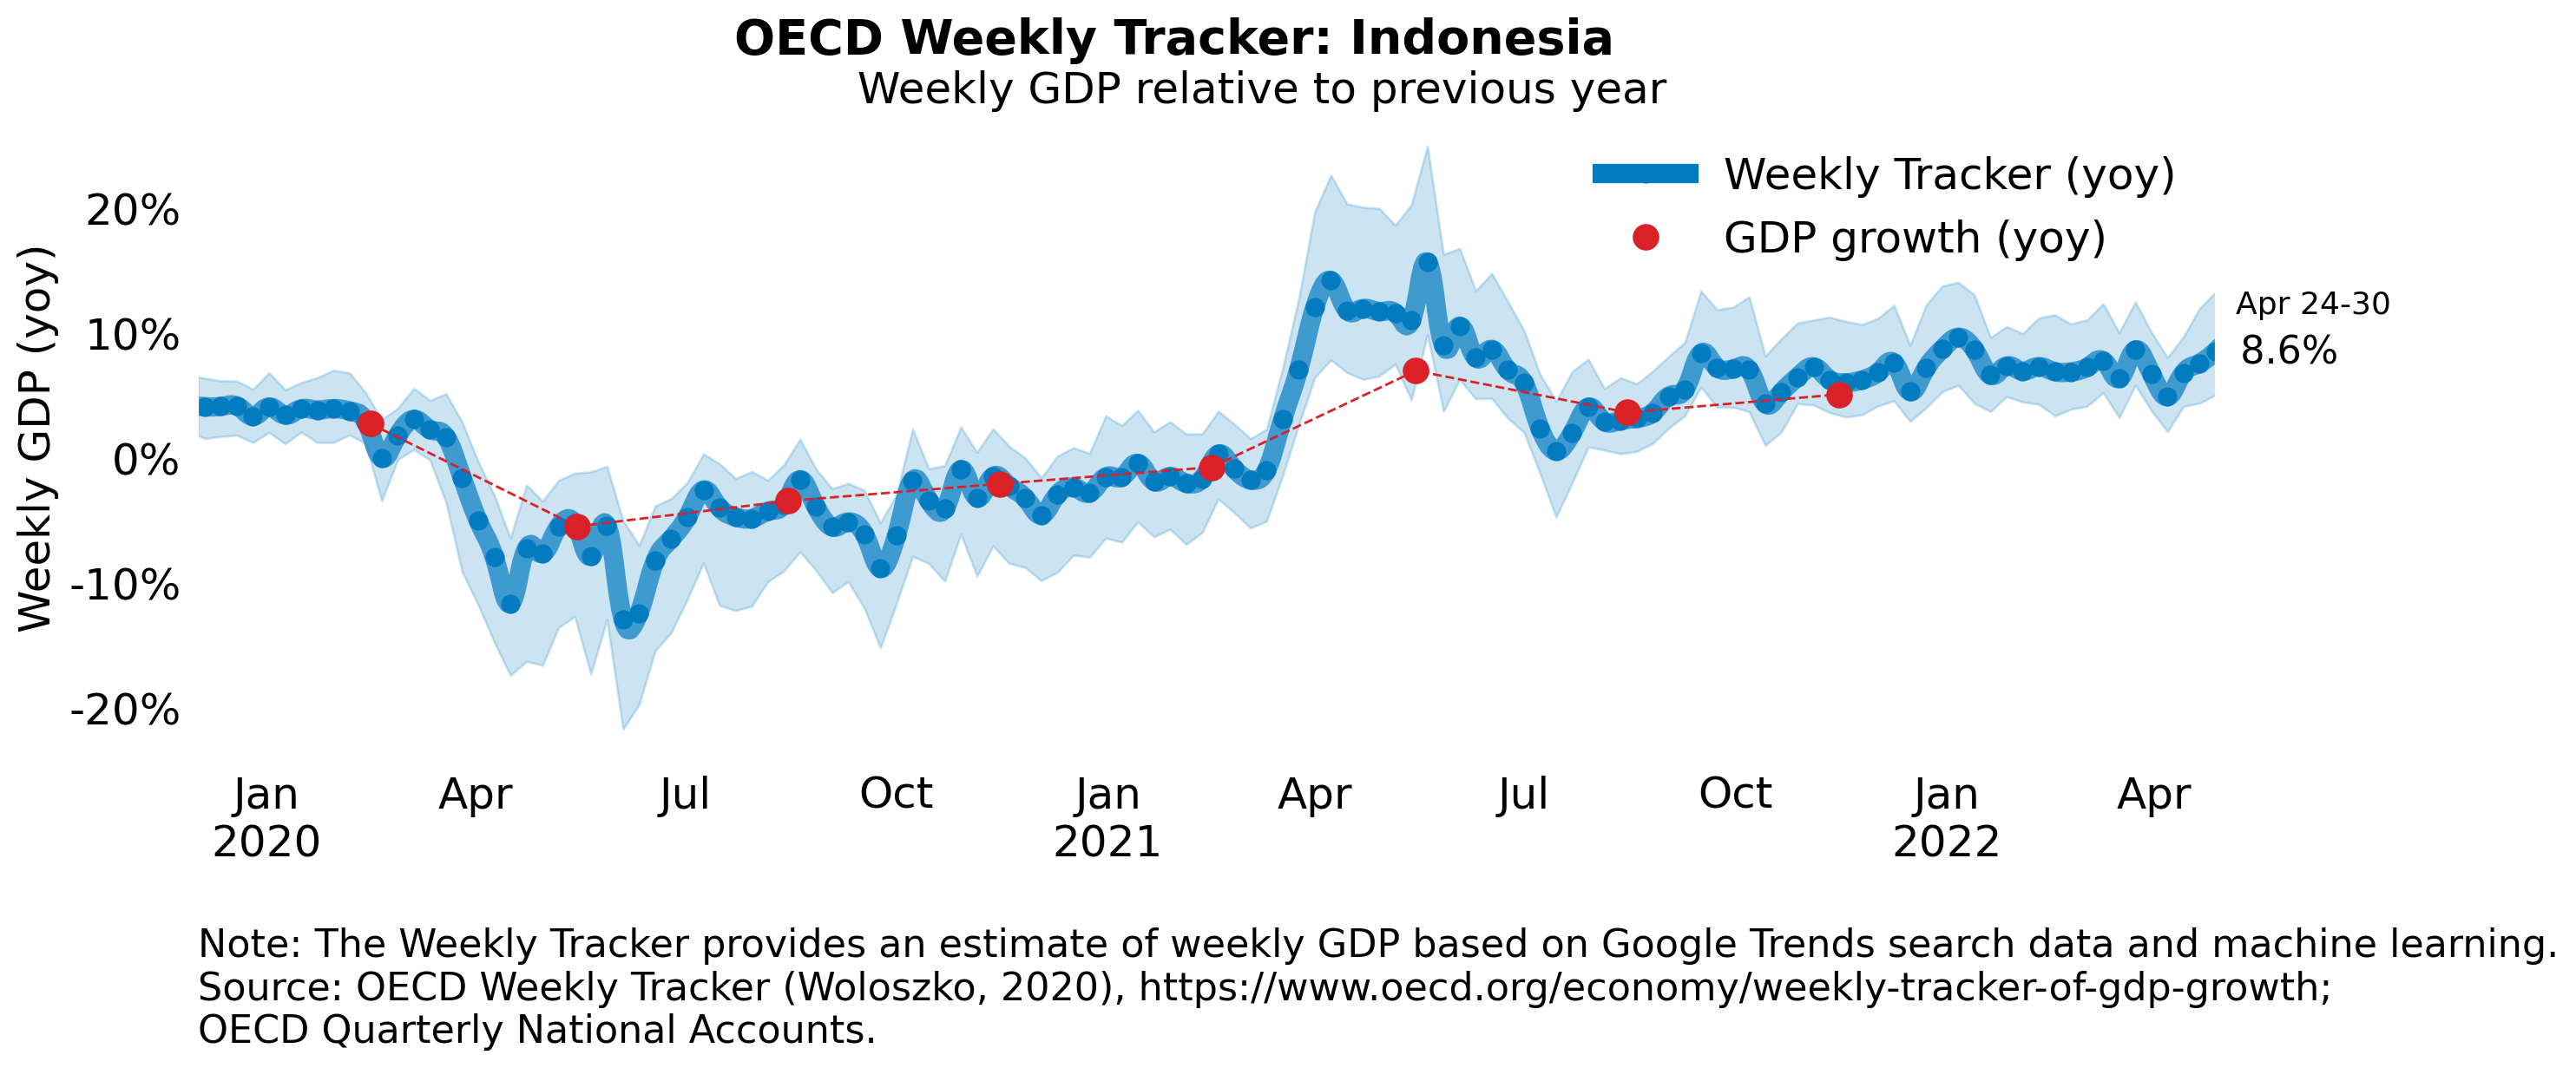 OECD Weekly Tracker: Indonesia
Weekly GDP relative to previous year
Weekly Tracker (yoy)
GDP growth (yoy)
Weekly GDP (yoy)
20%
10%
0%
-10%
-20%
Apr 24-30
8.6%
Jan Apr Jul Oct Jan Apr Jul Oct Jan Apr
2020 2021 2022
Note: The Weekly Tracker provides an estimate of weekly GDP based on Google Trends search data and machine learning.
Source: OECD Weekly Tracker (Woloszko, 2020), https://www.oecd.org/economy/weekly-tracker-of-gdp-growth;
OECD Quarterly National Accounts.